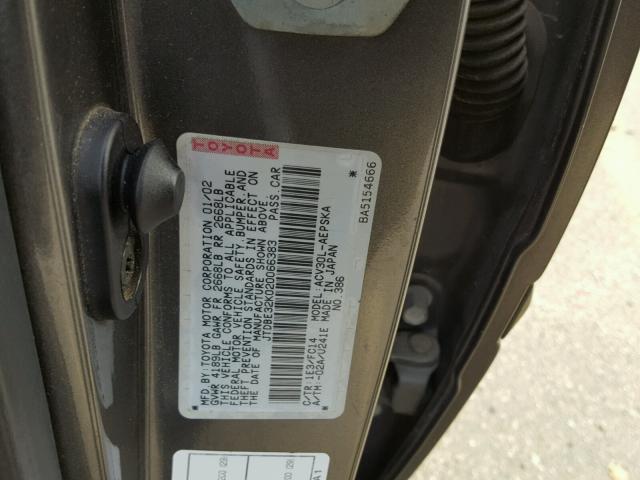 TOYOTA
MFD. BY: TOYOTA MOTOR CORPORATION 01/02
GVWR 4189LB GAWR FR 2668LB RR 2668LB
THIS VEHICLE CONFORMS TO ALL APPLICABLE
FEDERAL MOTOR VEHICLE SAFETY, BUMPER, AND
THEFT PREVENTION STANDARDS IN EFFECT ON
THE DATE OF MANUFACTURE SHOWN ABOVE.
JTDBE32K020066383 PASS. CAR
C/TR: 1E3/FC14 MODEL: ACV30L-AEPSKA
A/TM: -02A/U241E MADE IN JAPAN
NO. 386
* BA5154666 *
A1